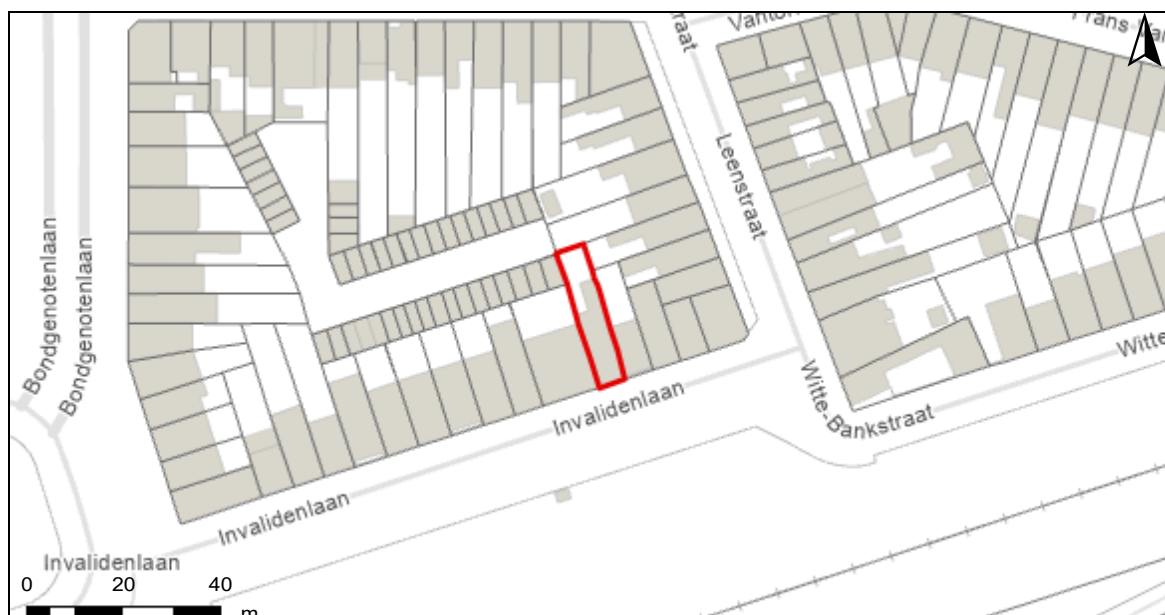 Leenstraat
Bondgenotenlaan
Bondgenotenlaan
Invalidenlaan
Witte-Bankstraat
Invalidenlaan
Invalidenlaan
0 20 40
m